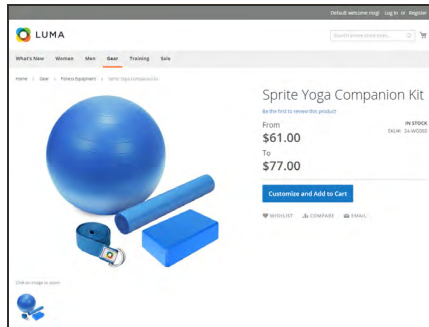 Default welcome msg! Log In or Register
LUMA
Search entire store here...
What's New Women Men Gear Training Sale
Home > Gear > Fitness Equipment > Sprite Yoga Companion Kit
Sprite Yoga Companion Kit
Be the first to review this product
From
IN STOCK
$61.00
SKU#: 24-WG080
To
$77.00
Customize and Add to Cart
WISHLIST COMPARE EMAIL
Click on image to zoom